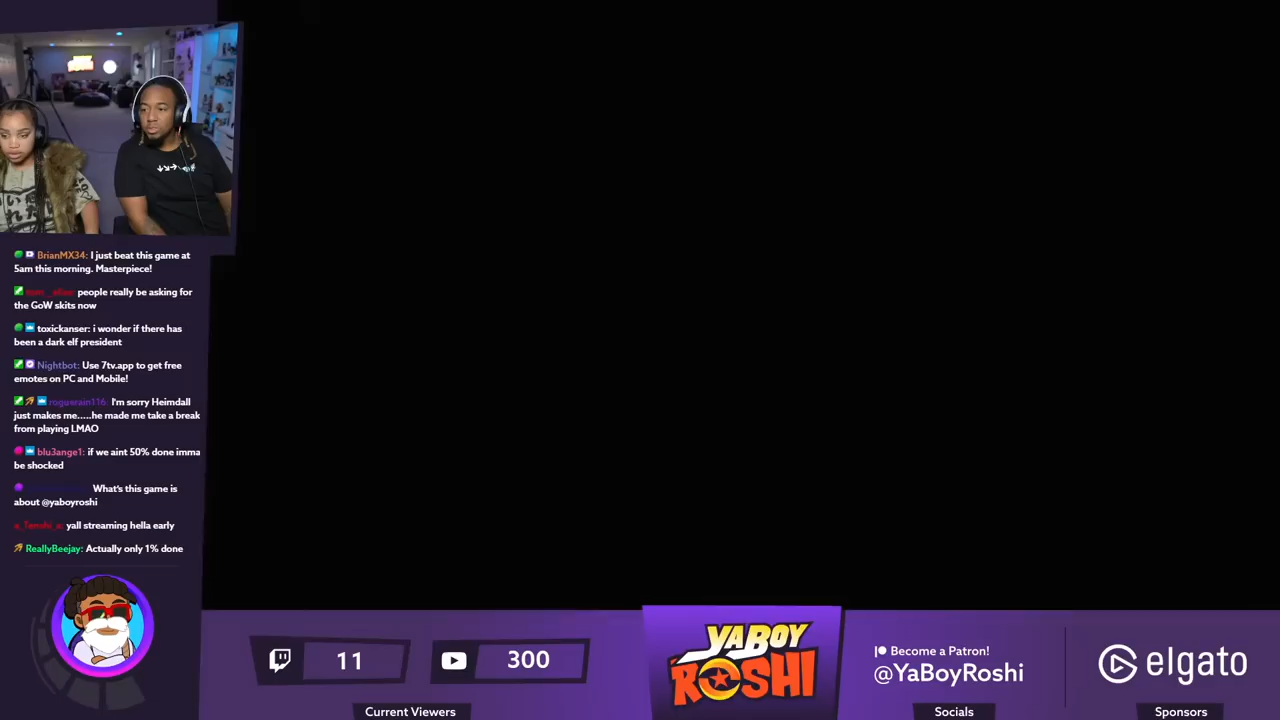 BrianMX34: I just beat this game at
5am this morning. Masterpiece!
people really be asking for
the GoW skits now
toxickanser: i wonder if there has
been a dark elf president
Nightbot: Use 7tv.app to get free
emotes on PC and Mobile!
roguerain116: I'm sorry Heimdall
just makes me.....he made me take a break
from playing LMAO
blu3ange1: if we aint 50% done imma
be shocked
What's this game is
about @yaboyroshi
a_Tenshi_a: yall streaming hella early
ReallyBeejay: Actually only 1% done
11
300
Current Viewers
YABOY
ROSHI
Become a Patron!
@YaBoyRoshi
Socials
elgato
Sponsors